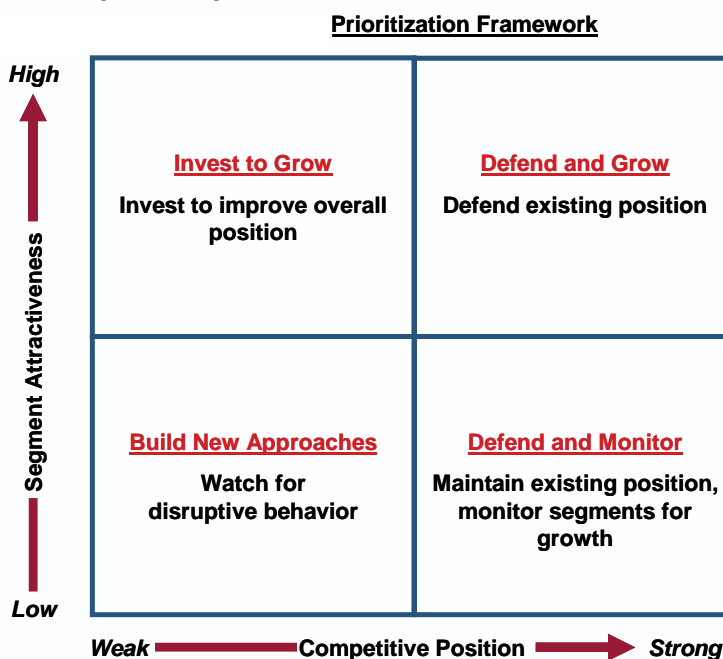 Prioritization Framework
High
Invest to Grow
Invest to improve overall
position
Defend and Grow
Defend existing position
Segment Attractiveness
Build New Approaches
Watch for
disruptive behavior
Defend and Monitor
Maintain existing position,
monitor segments for
growth
Low
Weak
Competitive Position
Strong